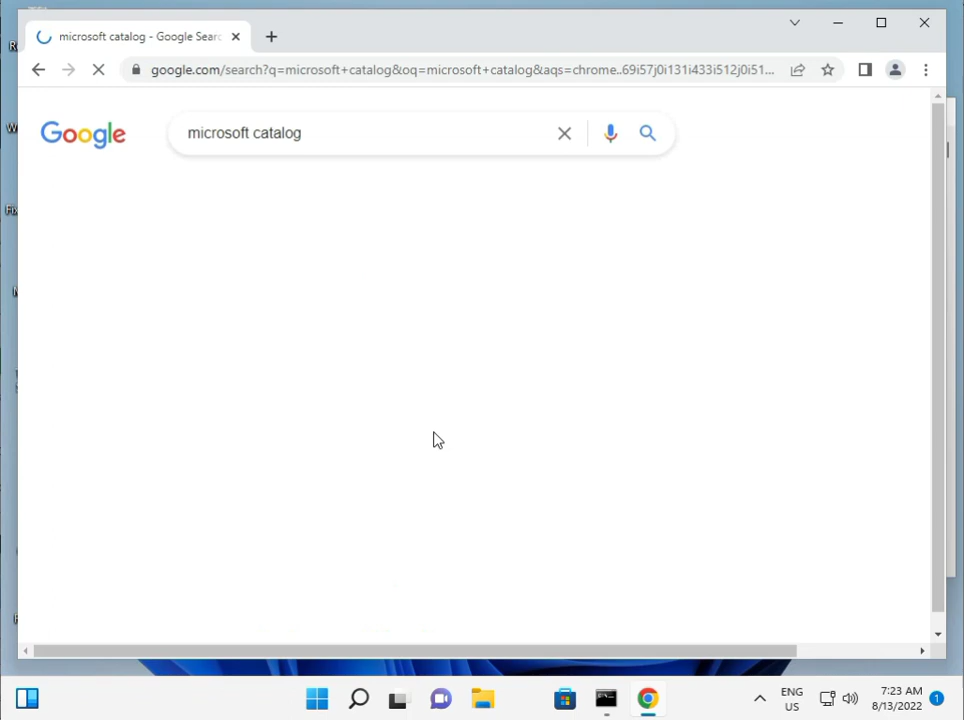 microsoft catalog - Google Searc
google.com/search?q=microsoft+catalog&oq=microsoft+catalog&aqs=chrome..69i57j0i131i433i512j0i51...
Google
microsoft catalog
Fix
ENG
US
7:23 AM
8/13/2022
1